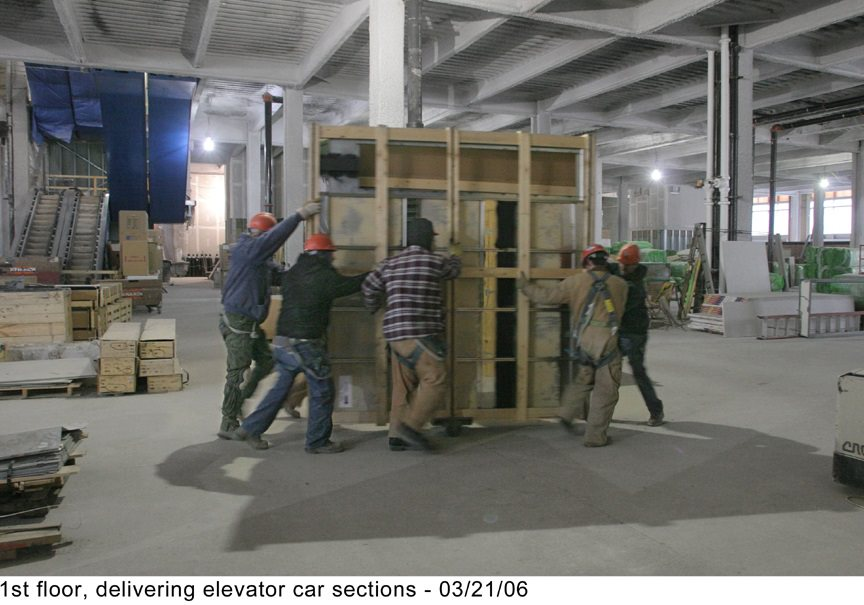 1st floor, delivering elevator car sections - 03/21/06